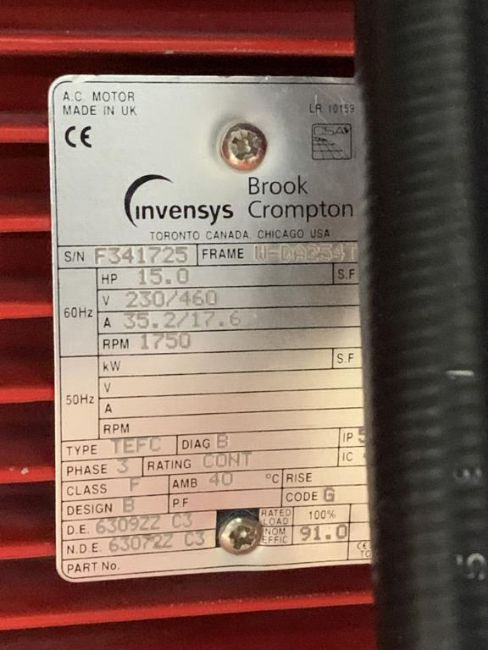 A.C. MOTOR
MADE IN UK
LR 10159
CE
CSA
invensys
Brook
Crompton
TORONTO CANADA, CHICAGO USA
S/N F341725 FRAME
HP 15.0 S.F
60Hz V 230/460
A 35.2/17.6
RPM 1750
kW S.F
50Hz V
A
RPM
TYPE TEFC DIAG B IP
PHASE 3 RATING CONT IC
CLASS F AMB 40 °C RISE
DESIGN B P.F CODE G
D.E. 6309ZZ C3 RATED LOAD 100%
N.D.E. 6307ZZ C3 NOM EFFIC 91.0
PART No.